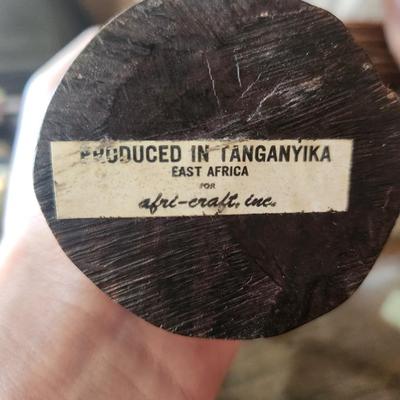 PRODUCED IN TANGANYIKA
EAST AFRICA
FOR
afri-craft, inc.